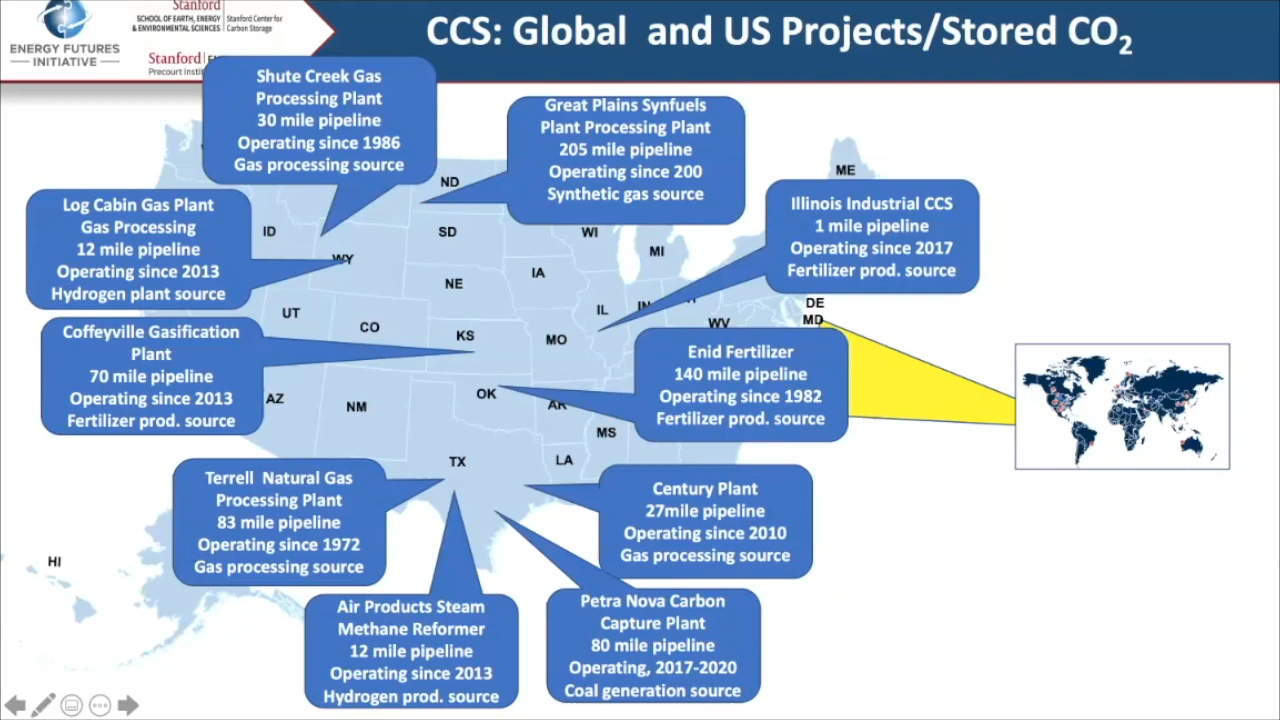 Stanford
SCHOOL OF EARTH, ENERGY
& ENVIRONMENTAL SCIENCES
Stanford Center for
Carbon Storage
ENERGY FUTURES
INITIATIVE
Stanford
Precourt
CCS: Global and US Projects/Stored CO2
Shute Creek Gas
Processing Plant
30 mile pipeline
Operating since 1986
Gas processing source
Great Plains Synfuels
Plant Processing Plant
205 mile pipeline
Operating since 200
Synthetic gas source
Log Cabin Gas Plant
Gas Processing
12 mile pipeline
Operating since 2013
Hydrogen plant source
Illinois Industrial CCS
1 mile pipeline
Operating since 2017
Fertilizer prod. source
Coffeyville Gasification
Plant
70 mile pipeline
Operating since 2013
Fertilizer prod. source
Enid Fertilizer
140 mile pipeline
Operating since 1982
Fertilizer prod. source
Terrell Natural Gas
Processing Plant
83 mile pipeline
Operating since 1972
Gas processing source
Century Plant
27mile pipeline
Operating since 2010
Gas processing source
Air Products Steam
Methane Reformer
12 mile pipeline
Operating since 2013
Hydrogen prod. source
Petra Nova Carbon
Capture Plant
80 mile pipeline
Operating, 2017-2020
Coal generation source
ME
ND
ID
SD
WI
MI
WY
NE
IA
IL
IN
UT
CO
KS
MO
WV
DE
MD
AZ
NM
OK
AR
MS
TX
LA
HI